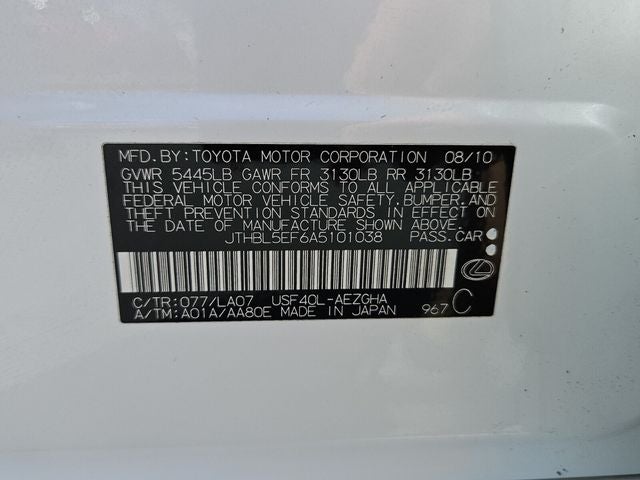 MFD. BY: TOYOTA MOTOR CORPORATION 08/10
GVWR 5445LB GAWR FR 3130LB RR 3130LB
THIS VEHICLE CONFORMS TO ALL APPLICABLE
FEDERAL MOTOR VEHICLE SAFETY, BUMPER, AND
THEFT PREVENTION STANDARDS IN EFFECT
ON THE DATE OF MANUFACTURE SHOWN ABOVE.
JTHBL5EF6A5101038 PASS. CAR
C/TR: 077/LA07 USF40L-AEZGHA
A/TM: A01A/AA80E MADE IN JAPAN 967 C